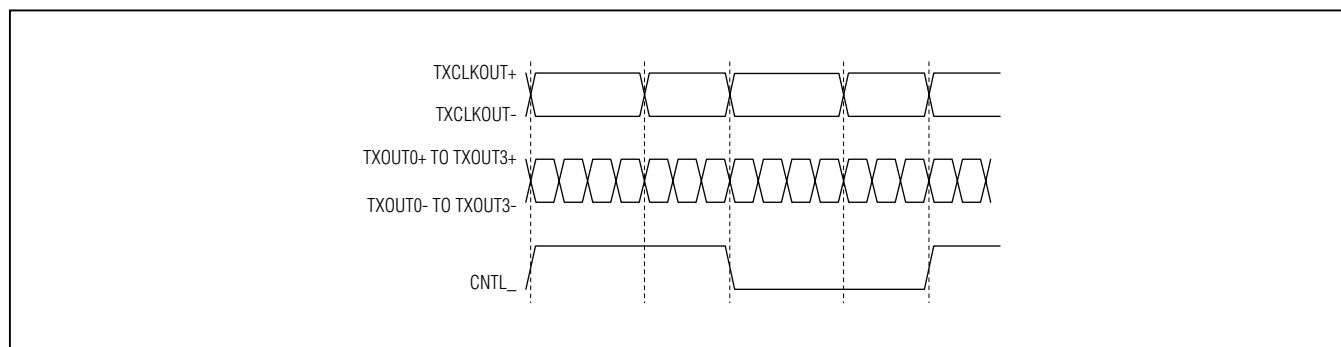 TXCLKOUT+
TXCLKOUT-
TXOUT0+ TO TXOUT3+
TXOUT0- TO TXOUT3-
CNTL_